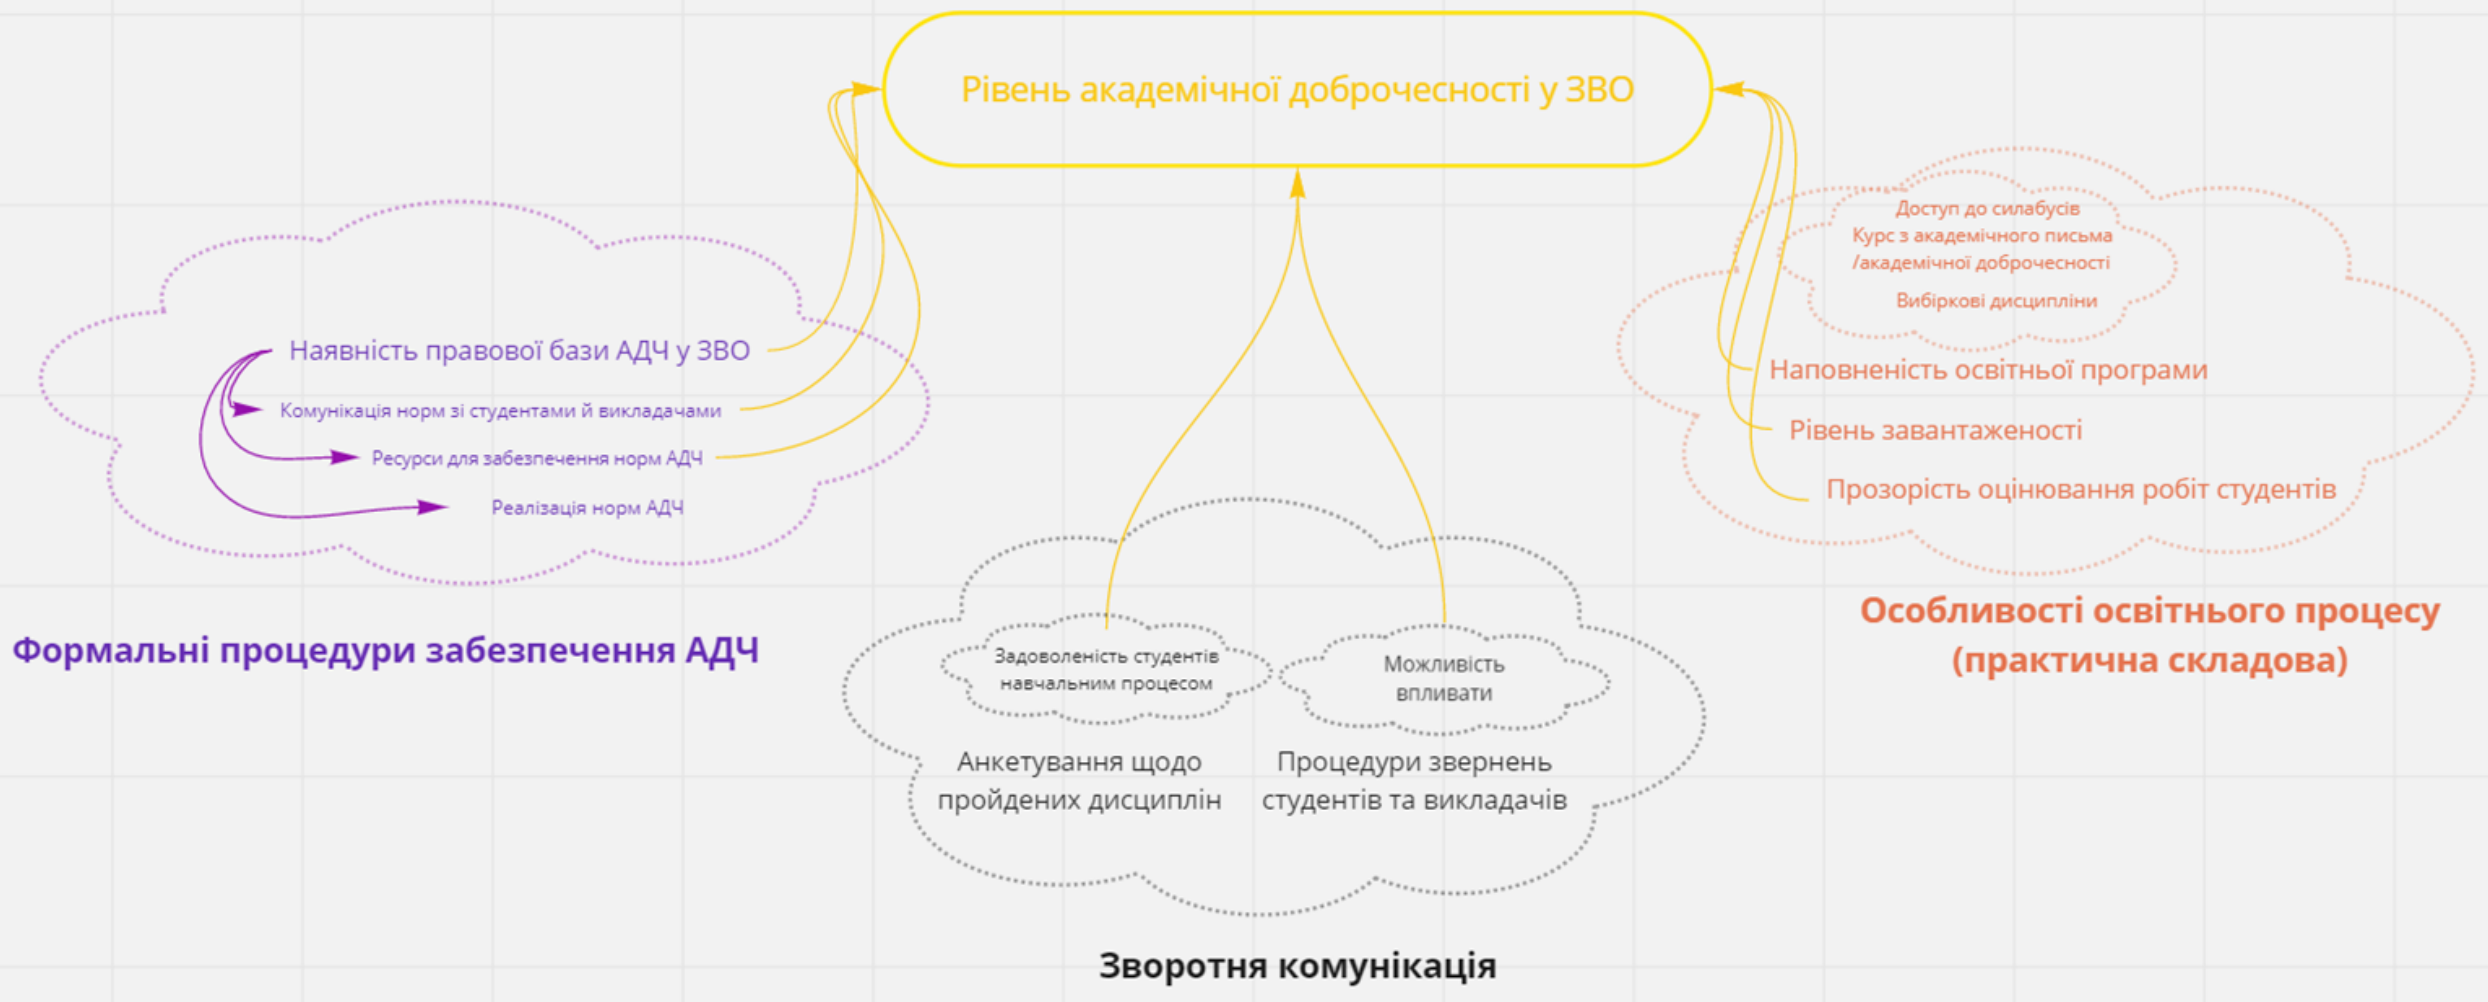 Рівень академічної доброчесності у ЗВО
Наявність правової бази АДЧ у ЗВО
Комунікація норм зі студентами й викладачами
Ресурси для забезпечення норм АДЧ
Реалізація норм АДЧ
Формальні процедури забезпечення АДЧ
Задоволеність студентів
навчальним процесом
Можливість
впливати
Анкетування щодо
пройдених дисциплін
Процедури звернень
студентів та викладачів
Зворотня комунікація
Доступ до силабусів
Курс з академічного письма
/академічної доброчесності
Вибіркові дисципліни
Наповненість освітньої програми
Рівень завантаженості
Прозорість оцінювання робіт студентів
Особливості освітнього процесу
(практична складова)